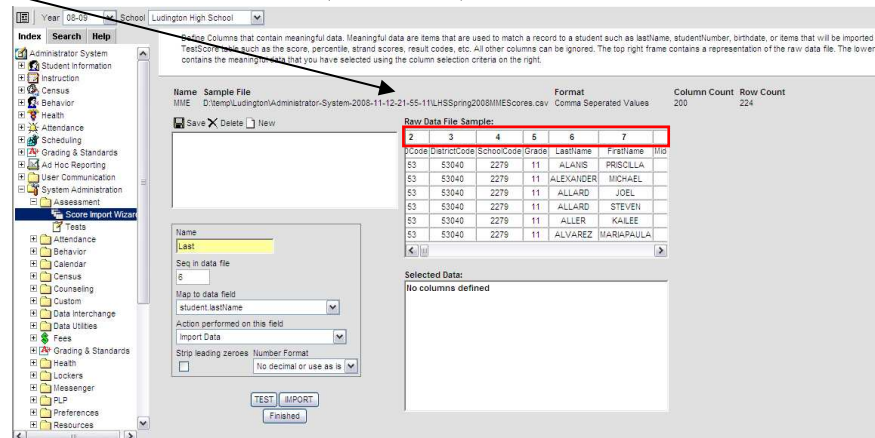 Year 08-09 School Ludington High School
Index Search Help
Define Columns that contain meaningful data. Meaningful data are items that are used to match a record to a student such as lastName, studentNumber, birthdate, or items that will be imported
TestScore table such as the score, percentile, strand scores, result codes, etc. All other columns can be ignored. The top right frame contains a representation of the raw data file. The lower
contains the meaningful data that you have selected using the column selection criteria on the right.
Administrator System
Student Information
Instruction
Census
Behavior
Health
Attendance
Scheduling
Grading & Standards
Ad Hoc Reporting
User Communication
System Administration
Assessment
Score Import Wizar
Tests
Attendance
Behavior
Calendar
Census
Counseling
Custom
Data Interchange
Data Utilities
Fees
Grading & Standards
Health
Lockers
Messenger
PLP
Preferences
Resources
Name Sample File Format Column Count Row Count
MME D:\temp\Ludington\Administrator-System-2008-11-12-21-55-11\LHSSpring2008MMEScores.csv Comma Seperated Values 200 224
Save Delete New
Name
Last
Seq in data file
6
Map to data field
student.lastName
Action performed on this field
Import Data
Strip leading zeroes Number Format
No decimal or use as is
TEST IMPORT
Finished
Raw Data File Sample:
2 3 4 5 6 7
DCode DistrictCode SchoolCode Grade LastName FirstName Mid
53 53040 2279 11 ALANIS PRISCILLA
53 53040 2279 11 ALEXANDER MICHAEL
53 53040 2279 11 ALLARD JOEL
53 53040 2279 11 ALLARD STEVEN
53 53040 2279 11 ALLER KAILEE
53 53040 2279 11 ALVAREZ MARIAPAULA
Selected Data:
No columns defined